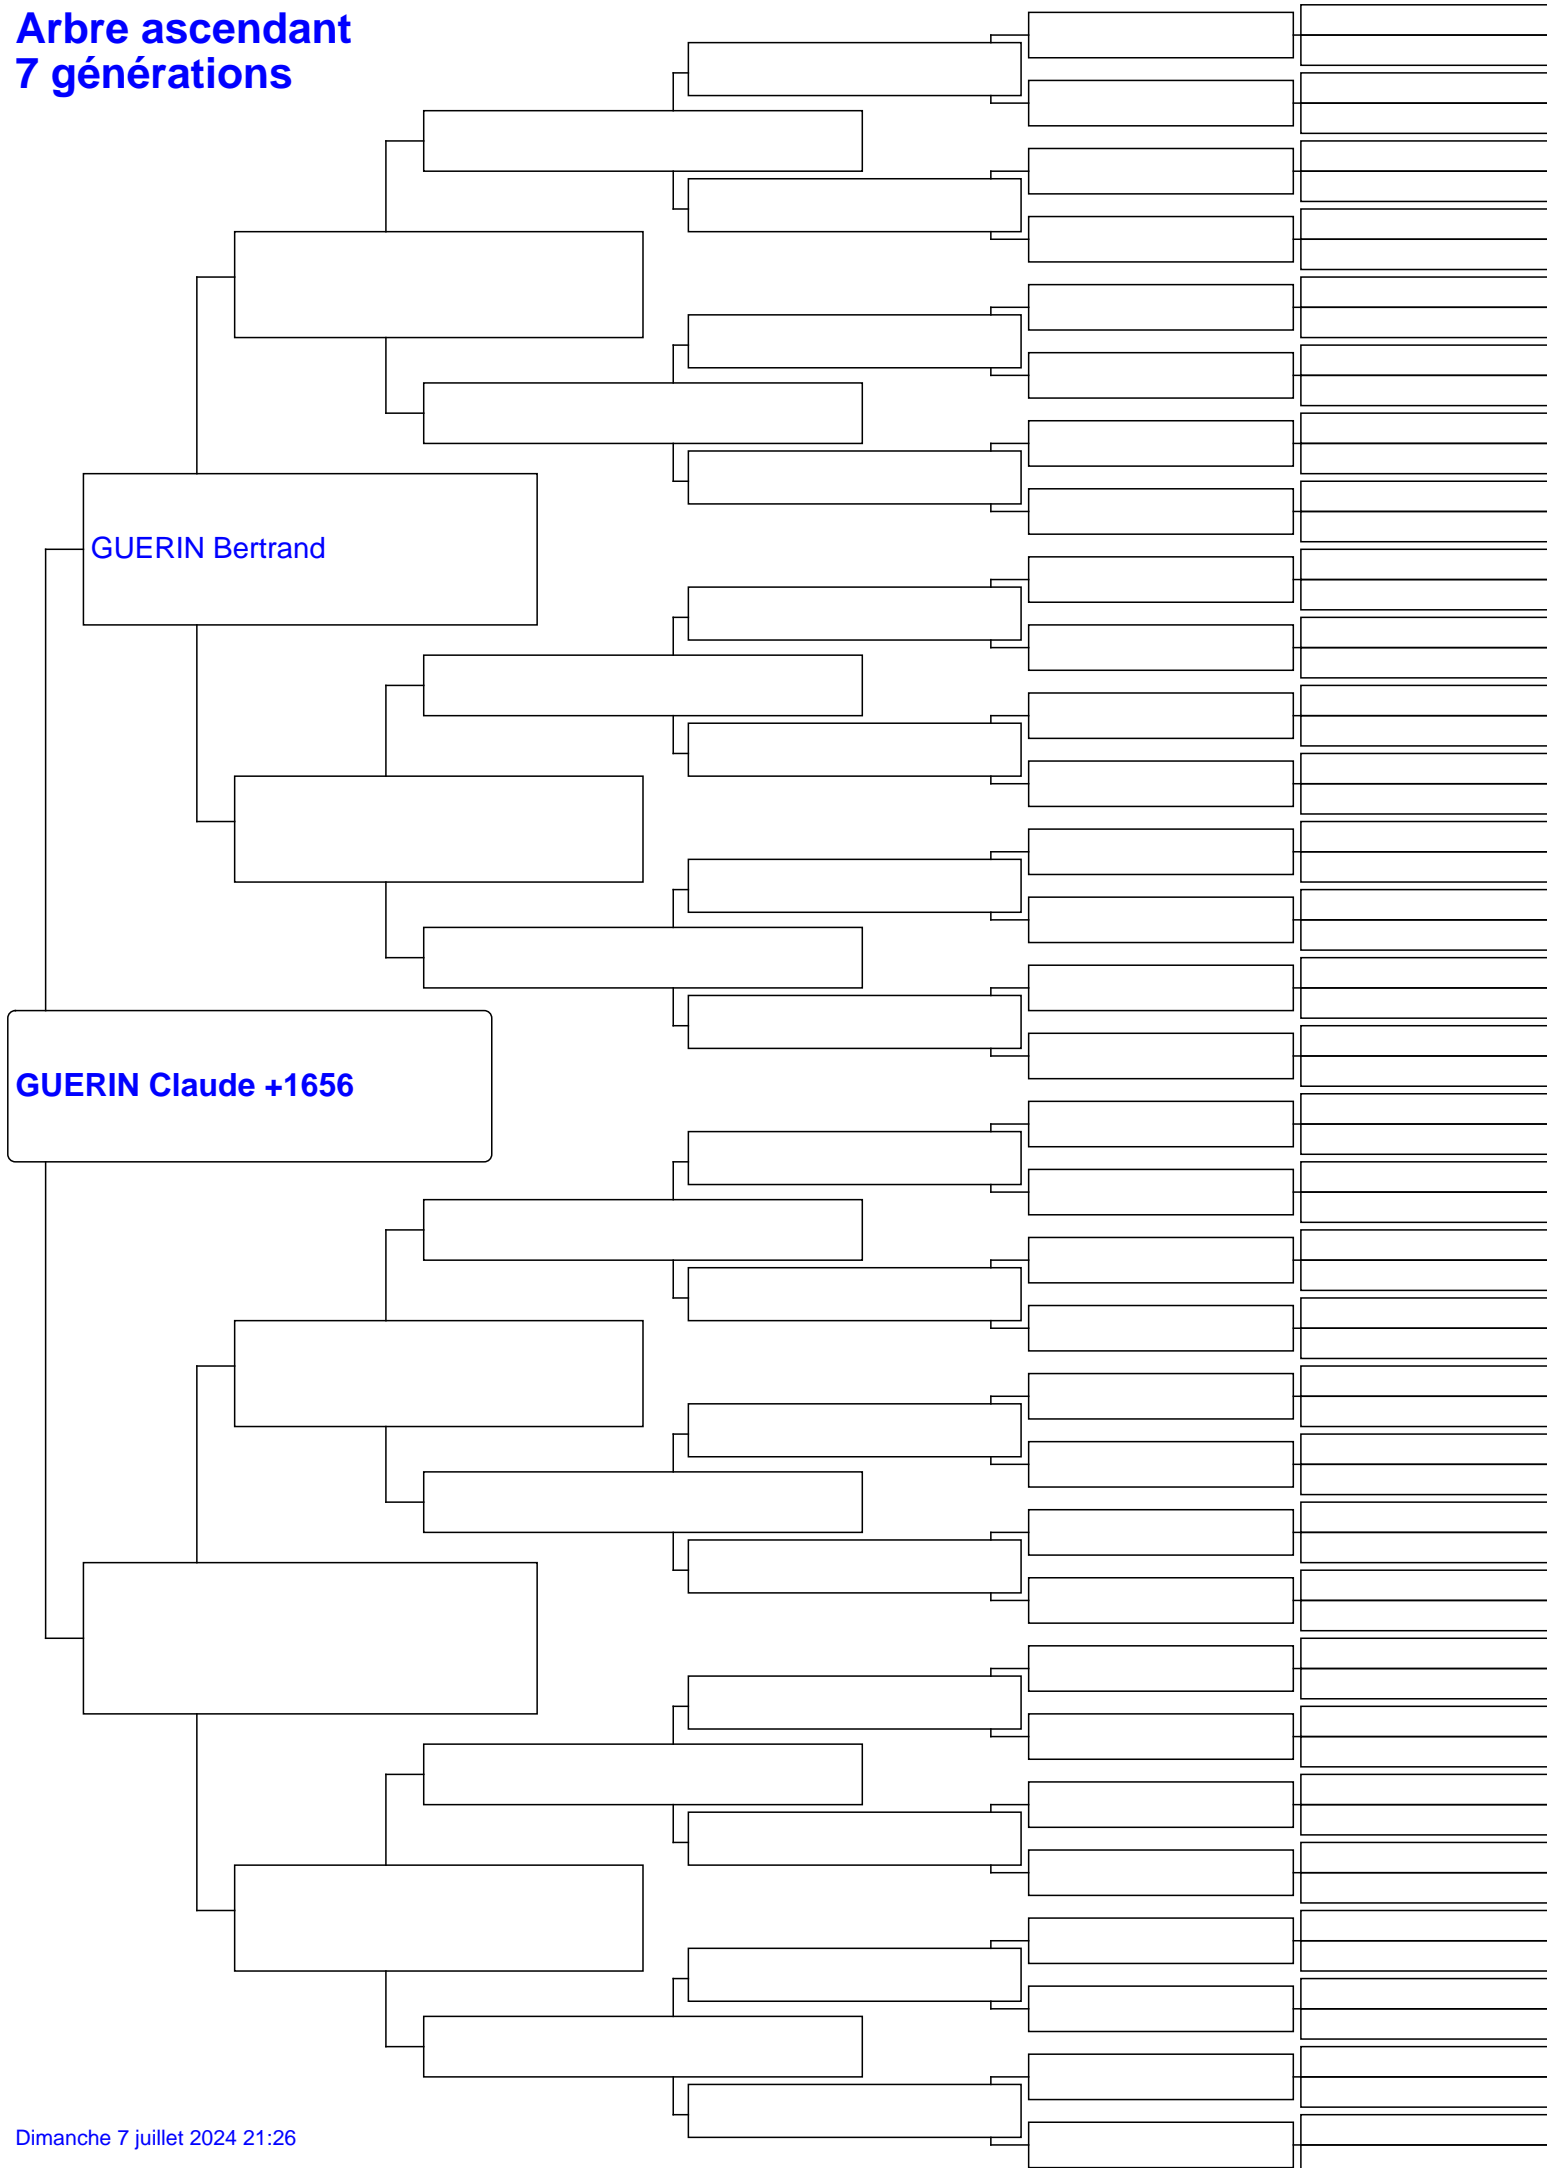 Arbre ascendant
7 générations
GUERIN Bertrand
GUERIN Claude +1656
Dimanche 7 juillet 2024 21:26